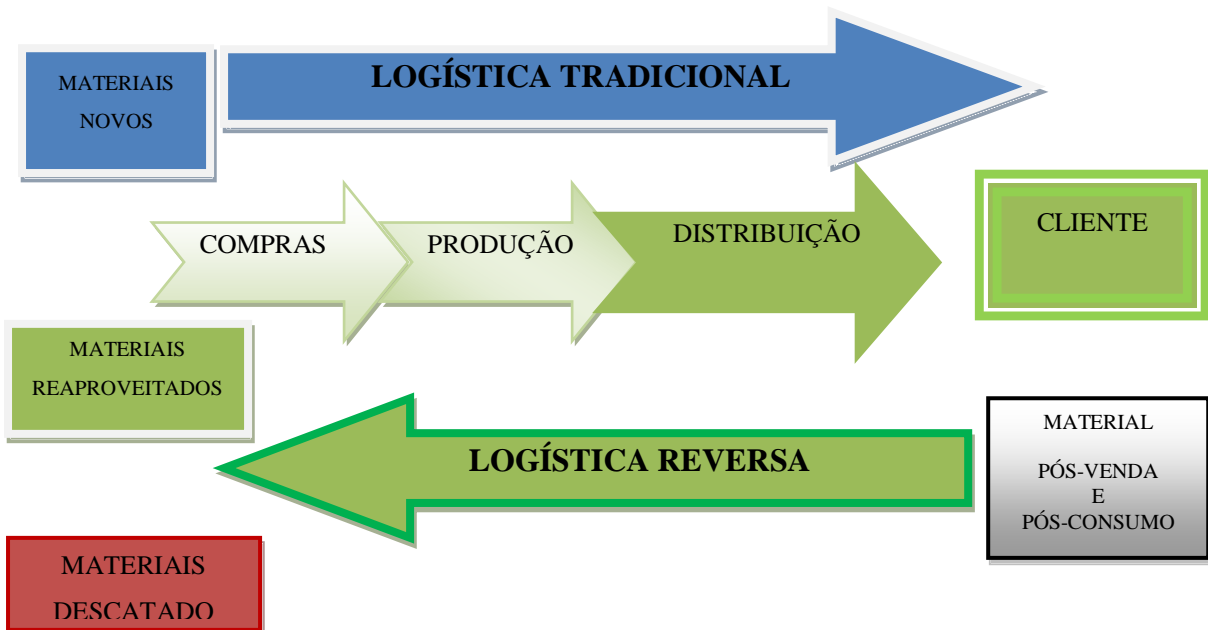 MATERIAIS
NOVOS
LOGÍSTICA TRADICIONAL
COMPRAS
PRODUÇÃO
DISTRIBUIÇÃO
CLIENTE
MATERIAIS
REAPROVEITADOS
LOGÍSTICA REVERSA
MATERIAL
PÓS-VENDA
E
PÓS-CONSUMO
MATERIAIS
DESCATADO